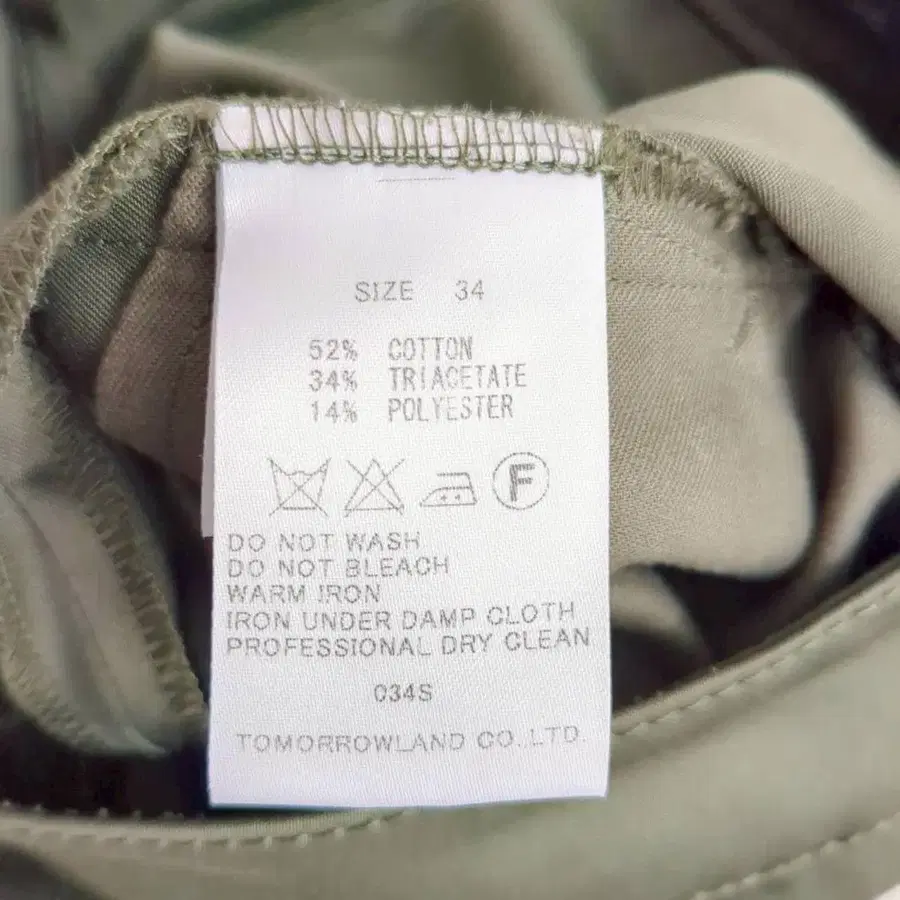 SIZE 34
52% COTTON
34% TRIACETATE
14% POLYESTER
F
DO NOT WASH
DO NOT BLEACH
WARM IRON
IRON UNDER DAMP CLOTH
PROFESSIONAL DRY CLEAN
034S
TOMORROWLAND CO.,LTD.